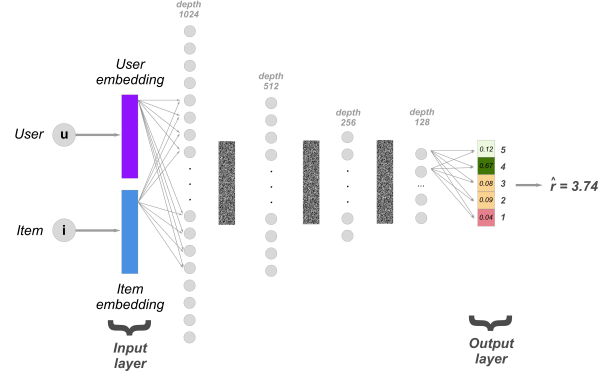 depth
1024
User
embedding
depth
512
depth
256
depth
128
User
u
0.12 5
0.67 4
0.08 3
0.09 2
0.04 1
...
r̂ = 3.74
Item
i
Item
embedding
Input
layer
Output
layer